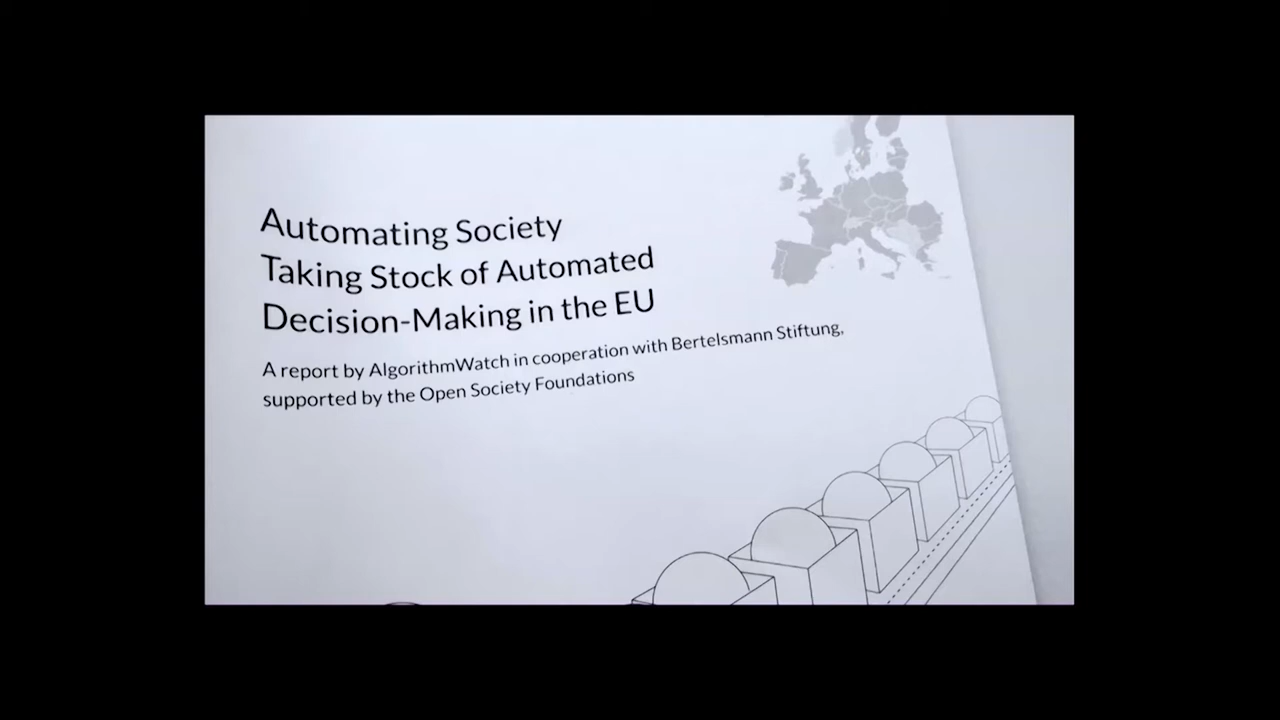 Automating Society
Taking Stock of Automated
Decision-Making in the EU
A report by AlgorithmWatch in cooperation with Bertelsmann Stiftung,
supported by the Open Society Foundations